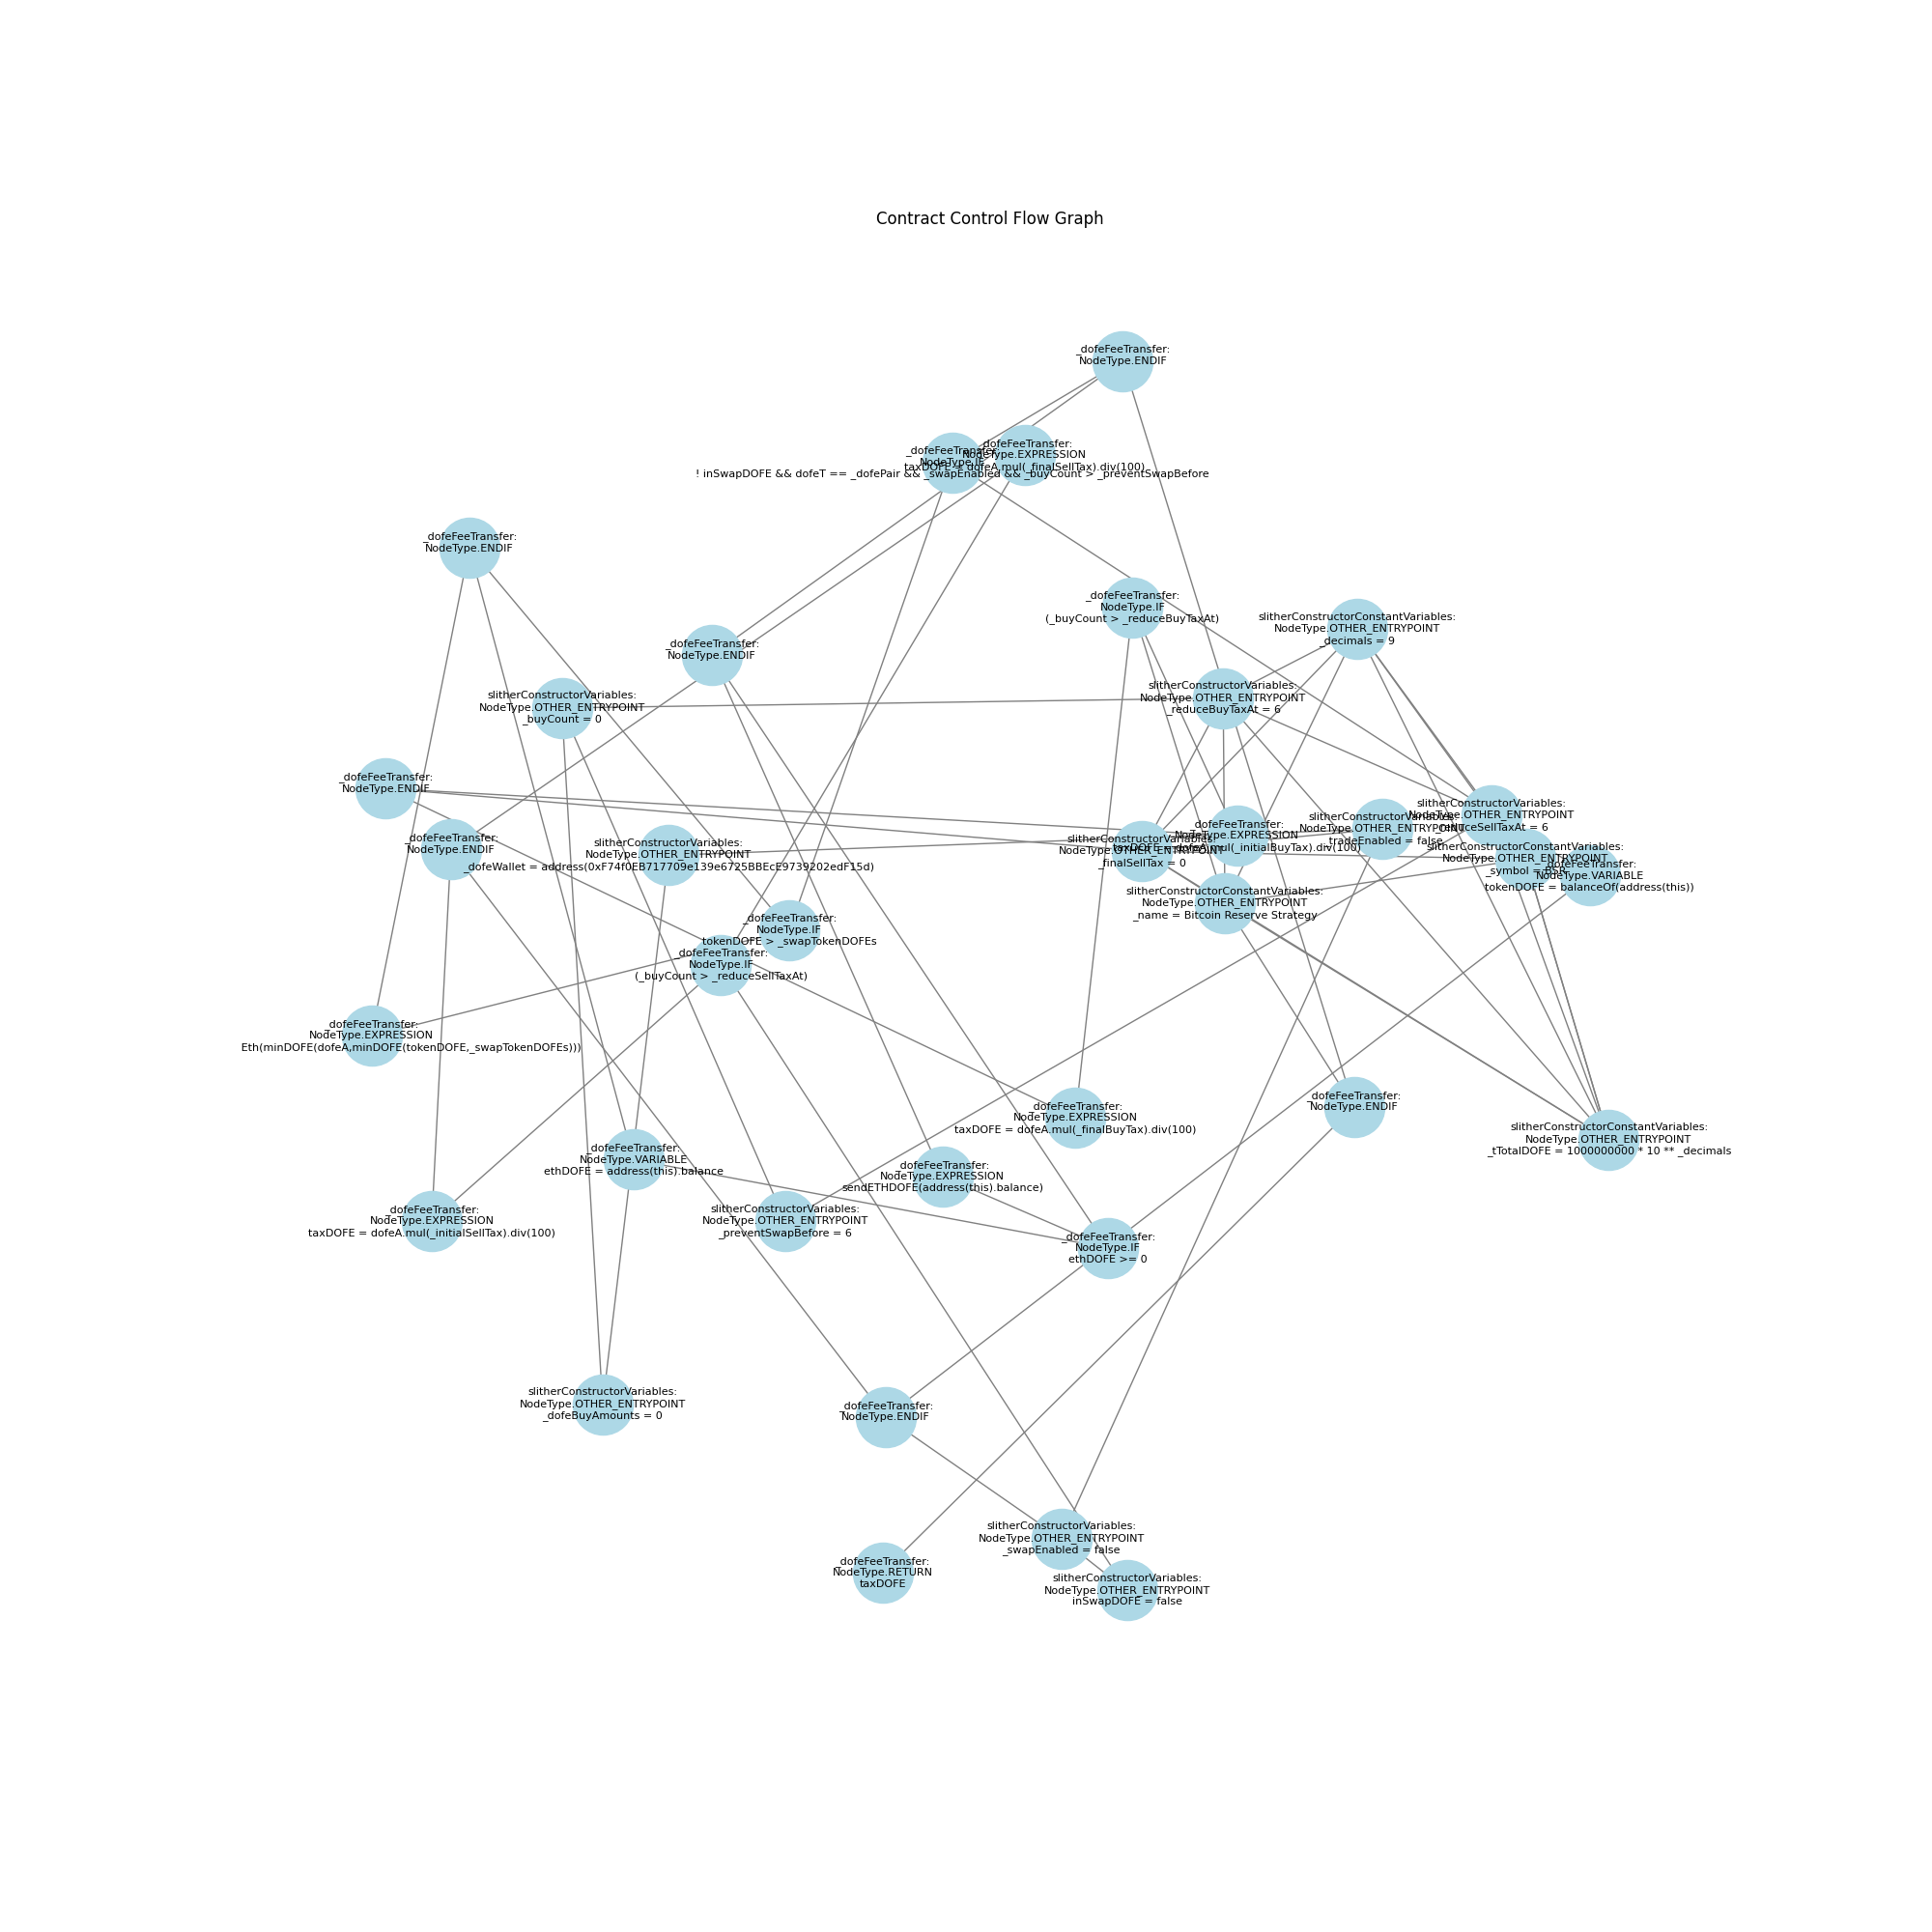 Contract Control Flow Graph
_dofeFeeTransfer:
NodeType.ENDIF
_dofeFeeTransfer:
NodeType.EXPRESSION
taxDOFE = dofeA.mul(_finalSellTax).div(100)
_dofeFeeTransfer:
NodeType.IF
! inSwapDOFE && dofeT == _dofePair && _swapEnabled && _buyCount > _preventSwapBefore
_dofeFeeTransfer:
NodeType.ENDIF
_dofeFeeTransfer:
NodeType.IF
(_buyCount > _reduceBuyTaxAt)
slitherConstructorConstantVariables:
NodeType.OTHER_ENTRYPOINT
_decimals = 9
_dofeFeeTransfer:
NodeType.ENDIF
slitherConstructorVariables:
NodeType.OTHER_ENTRYPOINT
_reduceBuyTaxAt = 6
slitherConstructorVariables:
NodeType.OTHER_ENTRYPOINT
_buyCount = 0
_dofeFeeTransfer:
NodeType.ENDIF
slitherConstructorVariables:
NodeType.OTHER_ENTRYPOINT
_reduceSellTaxAt = 6
slitherConstructorVariables:
NodeType.OTHER_ENTRYPOINT
tradeEnabled = false
_dofeFeeTransfer:
NodeType.EXPRESSION
taxDOFE = dofeA.mul(_initialBuyTax).div(100)
_dofeFeeTransfer:
NodeType.ENDIF
slitherConstructorVariables:
NodeType.OTHER_ENTRYPOINT
_finalSellTax = 0
slitherConstructorVariables:
NodeType.OTHER_ENTRYPOINT
_dofeWallet = address(0xF74f0EB717709e139e6725BBEcE9739202edF15d)
slitherConstructorConstantVariables:
NodeType.OTHER_ENTRYPOINT
_symbol = BSR
_dofeFeeTransfer:
NodeType.VARIABLE
tokenDOFE = balanceOf(address(this))
slitherConstructorConstantVariables:
NodeType.OTHER_ENTRYPOINT
_name = Bitcoin Reserve Strategy
_dofeFeeTransfer:
NodeType.IF
tokenDOFE > _swapTokenDOFEs
_dofeFeeTransfer:
NodeType.IF
(_buyCount > _reduceSellTaxAt)
_dofeFeeTransfer:
NodeType.EXPRESSION
Eth(minDOFE(dofeA,minDOFE(tokenDOFE,_swapTokenDOFEs)))
_dofeFeeTransfer:
NodeType.ENDIF
_dofeFeeTransfer:
NodeType.EXPRESSION
taxDOFE = dofeA.mul(_finalBuyTax).div(100)
slitherConstructorConstantVariables:
NodeType.OTHER_ENTRYPOINT
_tTotalDOFE = 1000000000 * 10 ** _decimals
_dofeFeeTransfer:
NodeType.VARIABLE
ethDOFE = address(this).balance
_dofeFeeTransfer:
NodeType.EXPRESSION
sendETHDOFE(address(this).balance)
_dofeFeeTransfer:
NodeType.EXPRESSION
taxDOFE = dofeA.mul(_initialSellTax).div(100)
slitherConstructorVariables:
NodeType.OTHER_ENTRYPOINT
_preventSwapBefore = 6
_dofeFeeTransfer:
NodeType.IF
ethDOFE >= 0
slitherConstructorVariables:
NodeType.OTHER_ENTRYPOINT
_dofeBuyAmounts = 0
_dofeFeeTransfer:
NodeType.ENDIF
slitherConstructorVariables:
NodeType.OTHER_ENTRYPOINT
_swapEnabled = false
_dofeFeeTransfer:
NodeType.RETURN
taxDOFE
slitherConstructorVariables:
NodeType.OTHER_ENTRYPOINT
inSwapDOFE = false